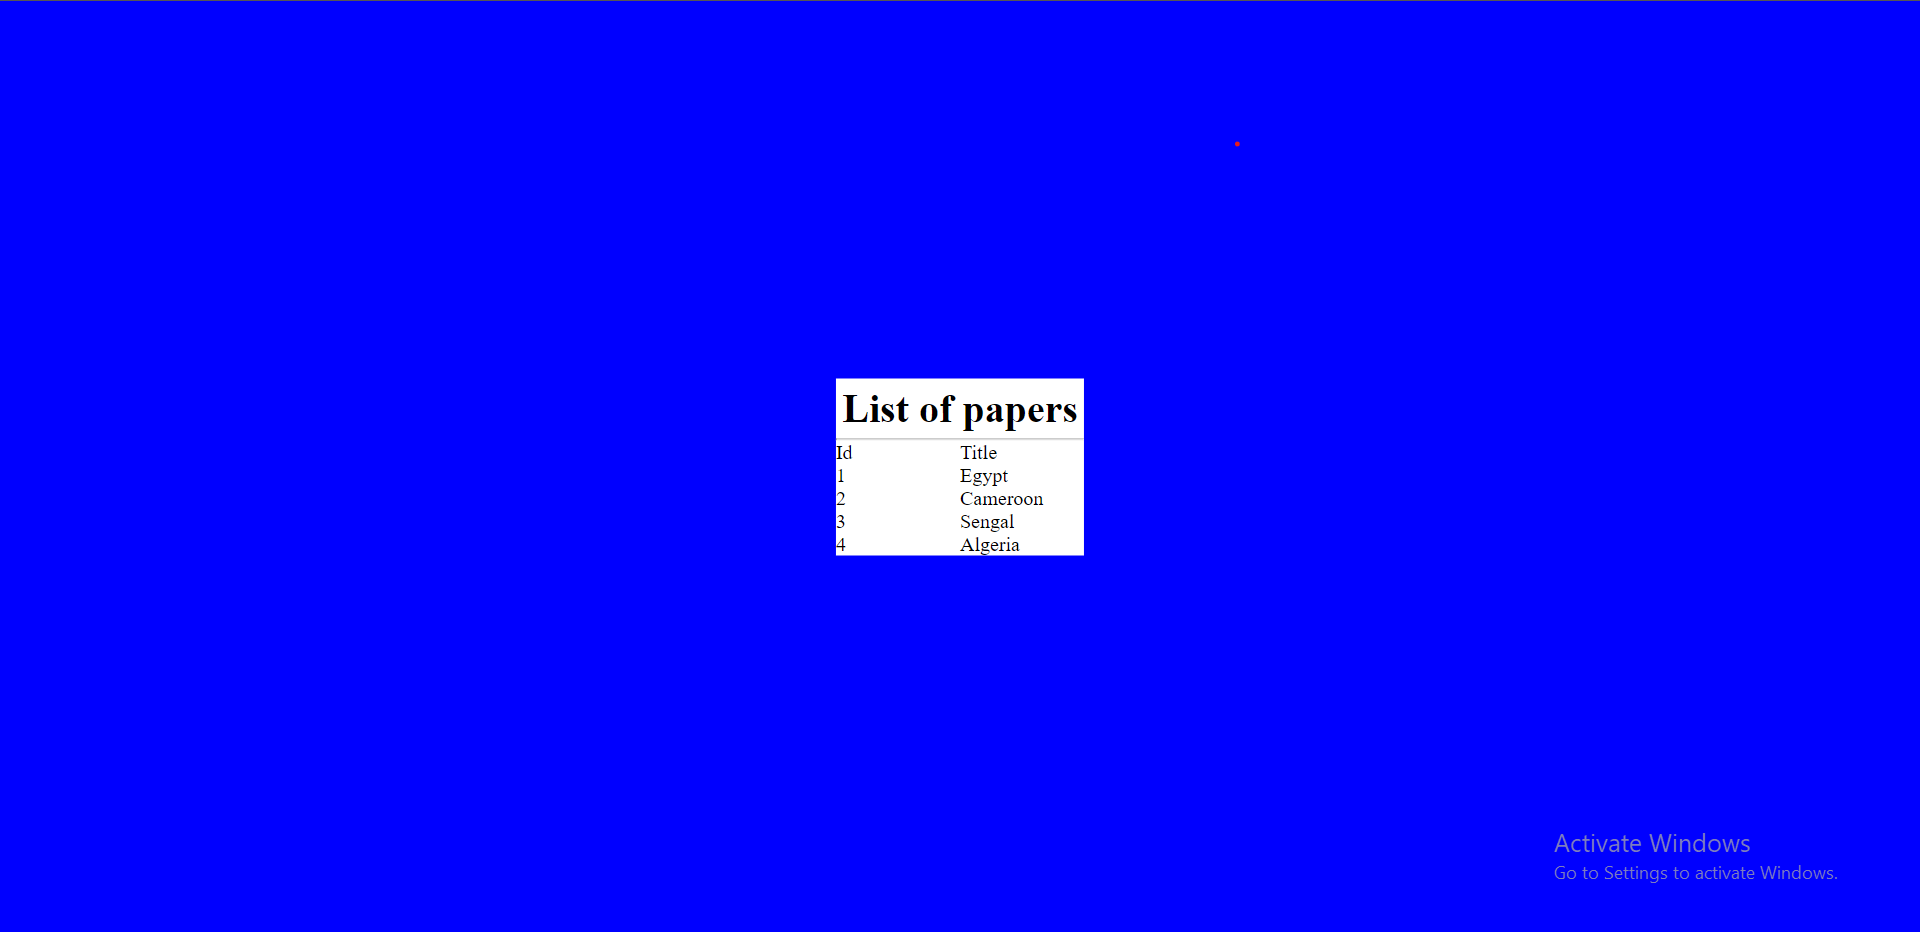 List of papers
Id Title
1 Egypt
2 Cameroon
3 Sengal
4 Algeria
Activate Windows
Go to Settings to activate Windows.